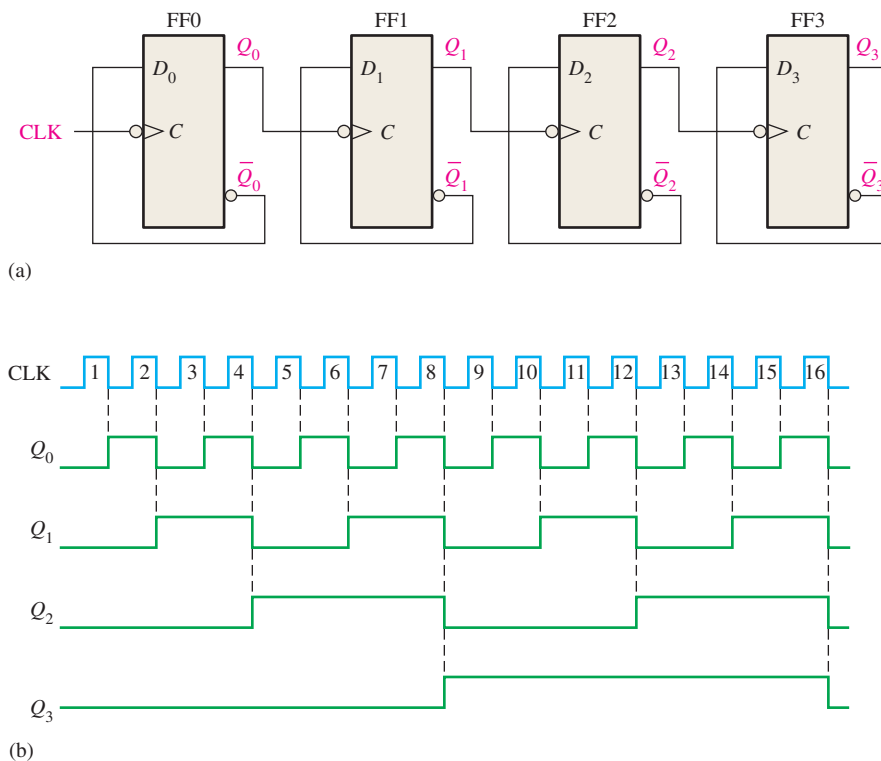 FF0 FF1 FF2 FF3
Q₀ Q₁ Q₂ Q₃
D₀ D₁ D₂ D₃
CLK C C C C
Q̅₀ Q̅₁ Q̅₂ Q̅₃
(a)
CLK 1 2 3 4 5 6 7 8 9 10 11 12 13 14 15 16
Q₀
Q₁
Q₂
Q₃
(b)